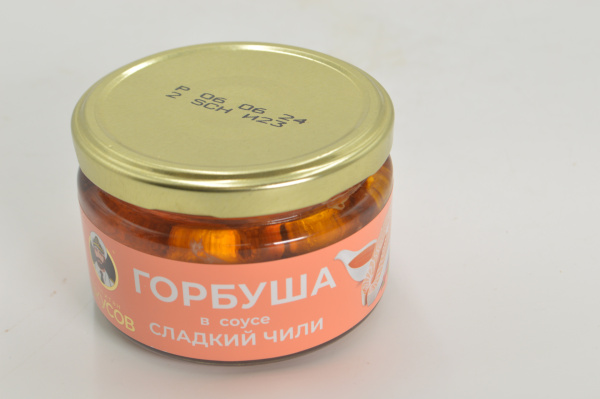 Р 06 06 24
2 SCH И23
ГОРБУША
в соусе
СЛАДКИЙ ЧИЛИ